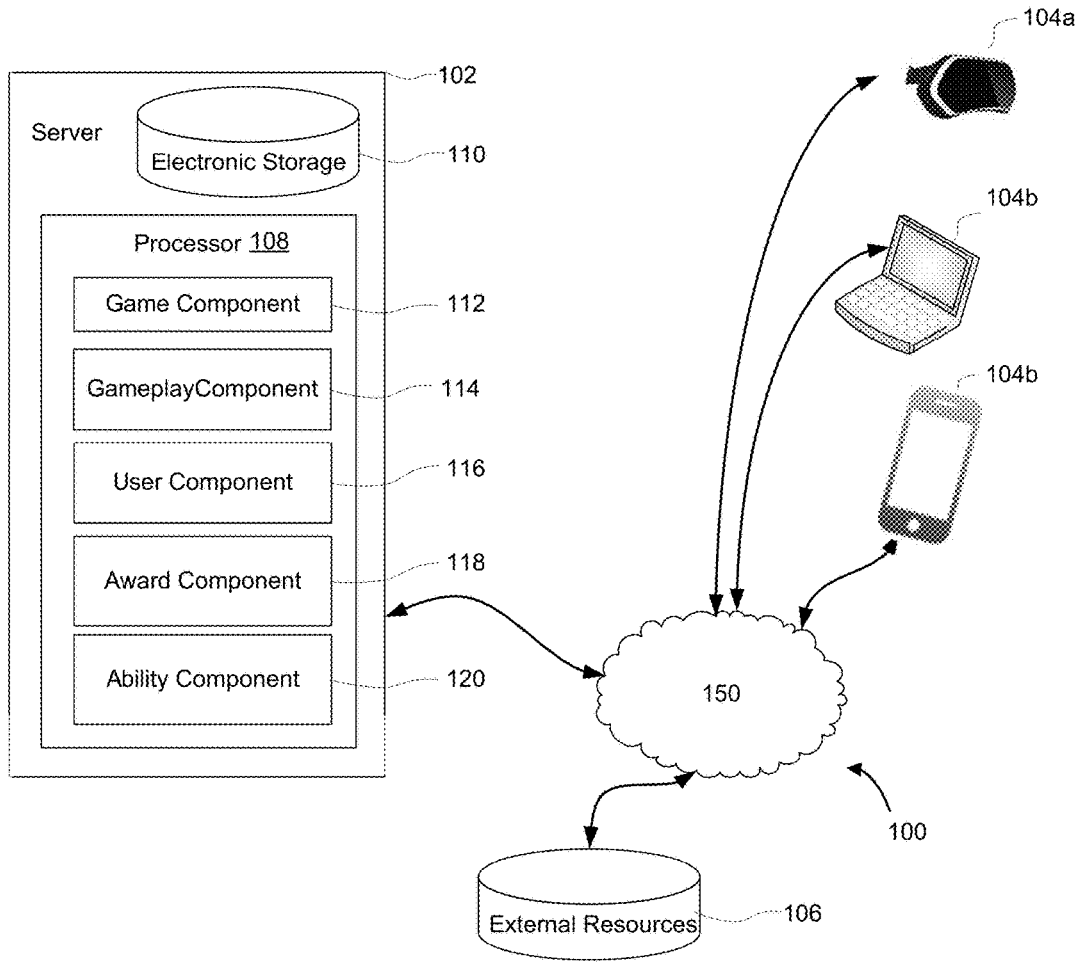 104a
102
Server
Electronic Storage
110
Processor 108
104b
Game Component
112
GameplayComponent
114
104b
User Component
116
Award Component
118
Ability Component
120
150
100
External Resources
106